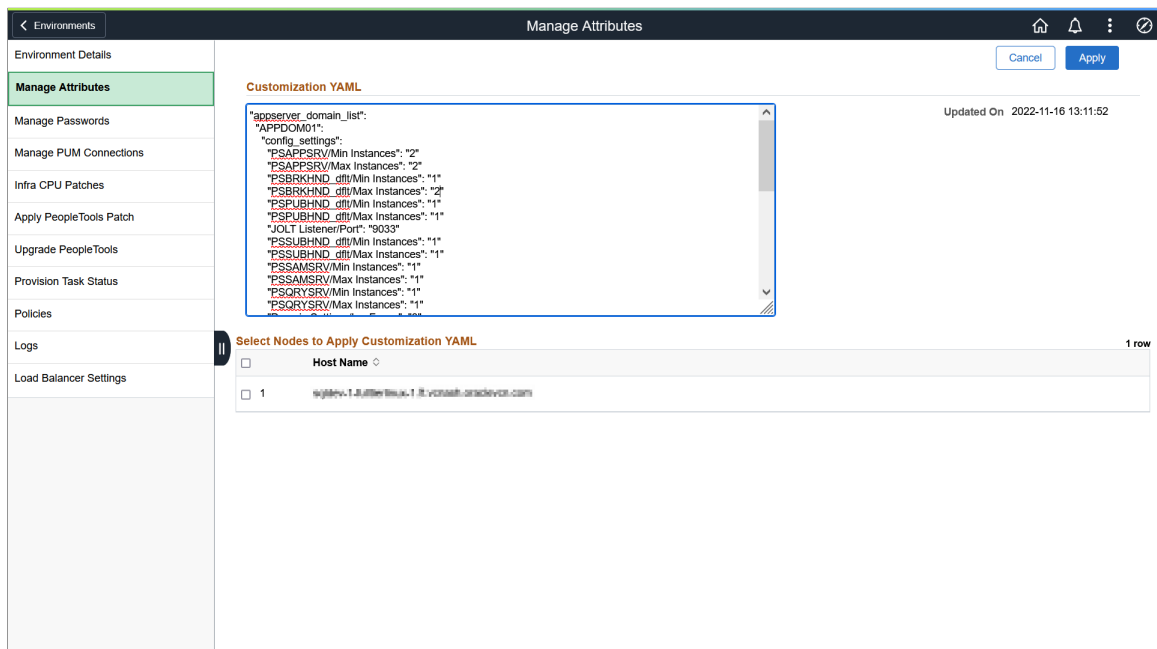 Environments
Manage Attributes
Environment Details
Manage Attributes
Manage Passwords
Manage PUM Connections
Infra CPU Patches
Apply PeopleTools Patch
Upgrade PeopleTools
Provision Task Status
Policies
Logs
Load Balancer Settings
Cancel
Apply
Customization YAML
Updated On 2022-11-16 13:11:52
"appserver_domain_list":
"APPDOM01":
"config_settings":
"PSAPPSRV/Min Instances": "2"
"PSAPPSRV/Max Instances": "2"
"PSBRKHND_dflt/Min Instances": "1"
"PSBRKHND_dflt/Max Instances": "2"
"PSPUBHND_dflt/Min Instances": "1"
"PSPUBHND_dflt/Max Instances": "1"
"JOLT Listener/Port": "9033"
"PSSUBHND_dflt/Min Instances": "1"
"PSSUBHND_dflt/Max Instances": "1"
"PSSAMSRV/Min Instances": "1"
"PSSAMSRV/Max Instances": "1"
"PSQRYSRV/Min Instances": "1"
"PSQRYSRV/Max Instances": "1"
Select Nodes to Apply Customization YAML
1 row
Host Name
1